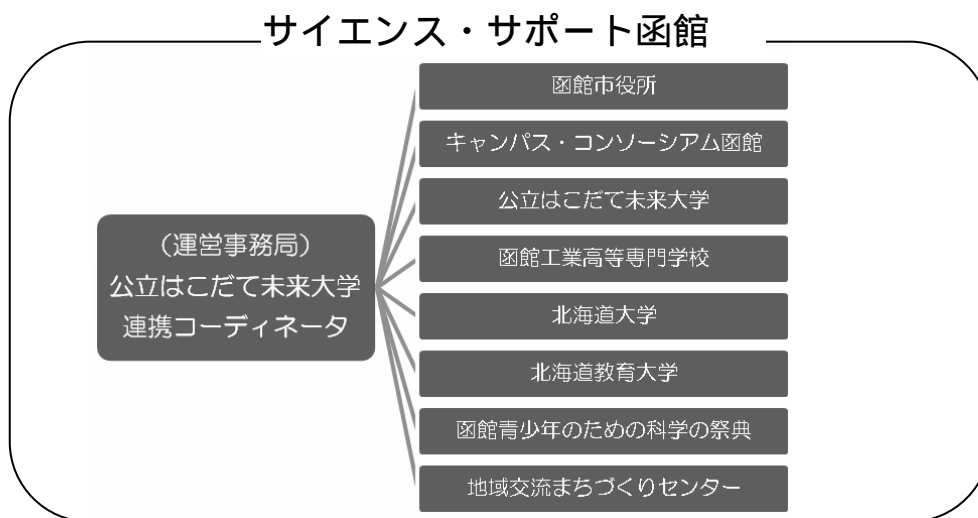 サイエンス・サポート函館
(運営事務局)
公立はこだて未来大学
連携コーディネータ
函館市役所
キャンパス・コンソーシアム函館
公立はこだて未来大学
函館工業高等専門学校
北海道大学
北海道教育大学
函館青少年のための科学の祭典
地域交流まちづくりセンター